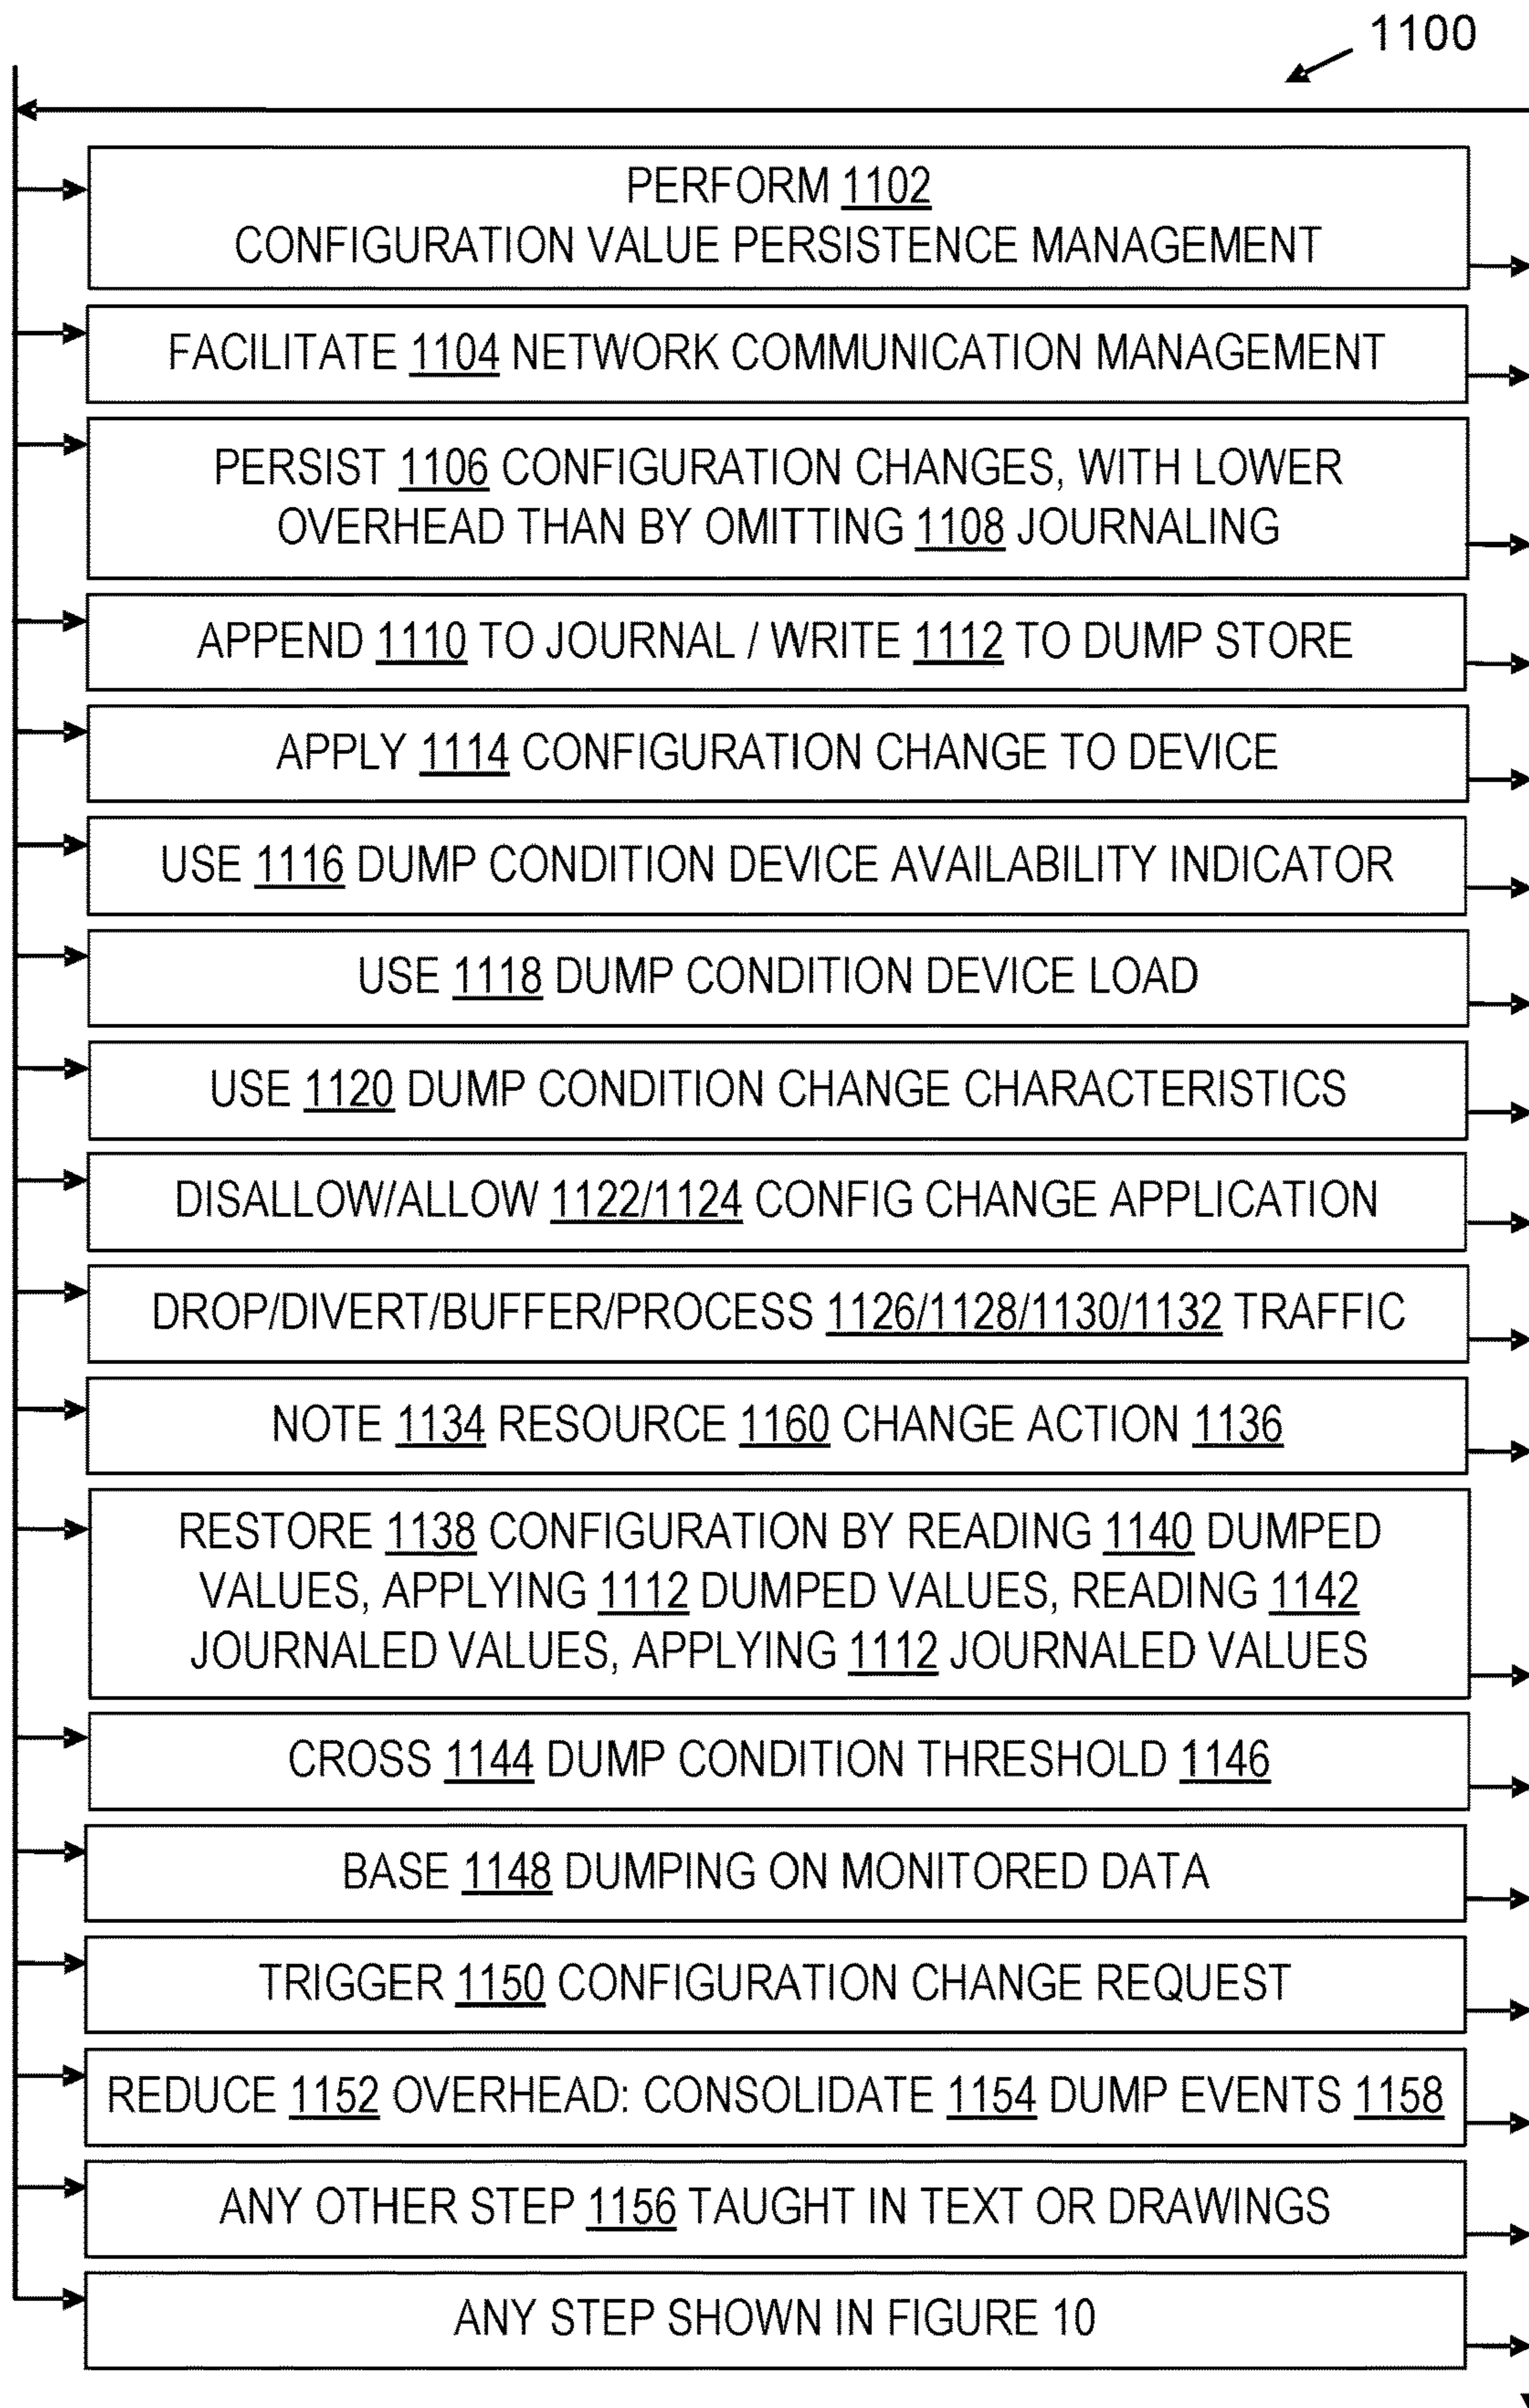 1100
PERFORM 1102
CONFIGURATION VALUE PERSISTENCE MANAGEMENT
FACILITATE 1104 NETWORK COMMUNICATION MANAGEMENT
PERSIST 1106 CONFIGURATION CHANGES, WITH LOWER
OVERHEAD THAN BY OMITTING 1108 JOURNALING
APPEND 1110 TO JOURNAL / WRITE 1112 TO DUMP STORE
APPLY 1114 CONFIGURATION CHANGE TO DEVICE
USE 1116 DUMP CONDITION DEVICE AVAILABILITY INDICATOR
USE 1118 DUMP CONDITION DEVICE LOAD
USE 1120 DUMP CONDITION CHANGE CHARACTERISTICS
DISALLOW/ALLOW 1122/1124 CONFIG CHANGE APPLICATION
DROP/DIVERT/BUFFER/PROCESS 1126/1128/1130/1132 TRAFFIC
NOTE 1134 RESOURCE 1160 CHANGE ACTION 1136
RESTORE 1138 CONFIGURATION BY READING 1140 DUMPED
VALUES, APPLYING 1112 DUMPED VALUES, READING 1142
JOURNALED VALUES, APPLYING 1112 JOURNALED VALUES
CROSS 1144 DUMP CONDITION THRESHOLD 1146
BASE 1148 DUMPING ON MONITORED DATA
TRIGGER 1150 CONFIGURATION CHANGE REQUEST
REDUCE 1152 OVERHEAD: CONSOLIDATE 1154 DUMP EVENTS 1158
ANY OTHER STEP 1156 TAUGHT IN TEXT OR DRAWINGS
ANY STEP SHOWN IN FIGURE 10